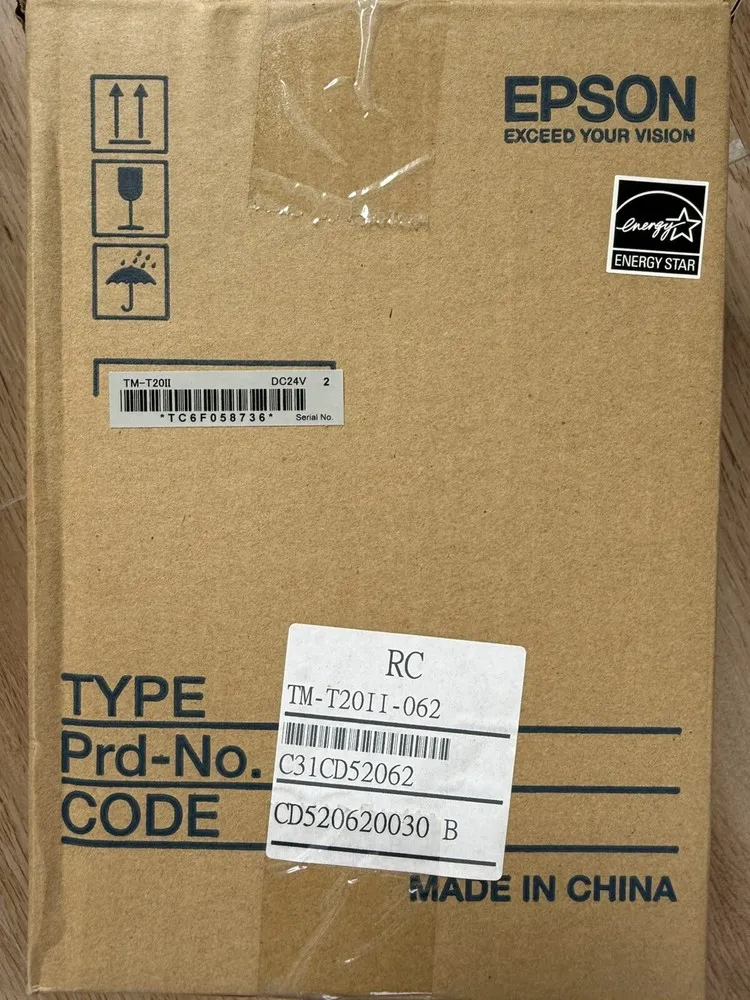 EPSON
EXCEED YOUR VISION
energy
ENERGY STAR
TM-T20II DC24V 2
*TC6F058736* Serial No.
RC
TYPE TM-T20II-062
Prd-No. C31CD52062
CODE CD520620030 B
MADE IN CHINA